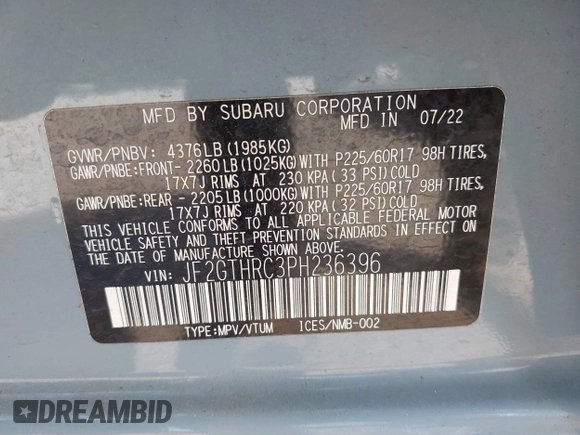 MFD BY SUBARU CORPORATION
MFD IN 07/22
GVWR/PNBV: 4376LB (1985KG)
GAWR/PNBE:FRONT- 2260LB (1025KG) WITH P225/60R17 98H TIRES,
17X7J RIMS AT 230 KPA ( 33 PSI) COLD
GAWR/PNBE:REAR - 2205LB (1000KG) WITH P225/60R17 98H TIRES,
17X7J RIMS AT 220 KPA ( 32 PSI) COLD
THIS VEHICLE CONFORMS TO ALL APPLICABLE FEDERAL MOTOR
VEHICLE SAFETY AND THEFT PREVENTION STANDARDS IN EFFECT ON
THE DATE OF MANUFACTURE SHOWN ABOVE.
VIN: JF2GTHRC3PH236396
TYPE:MPV/VTUM ICES/NMB-002
DREAMBID